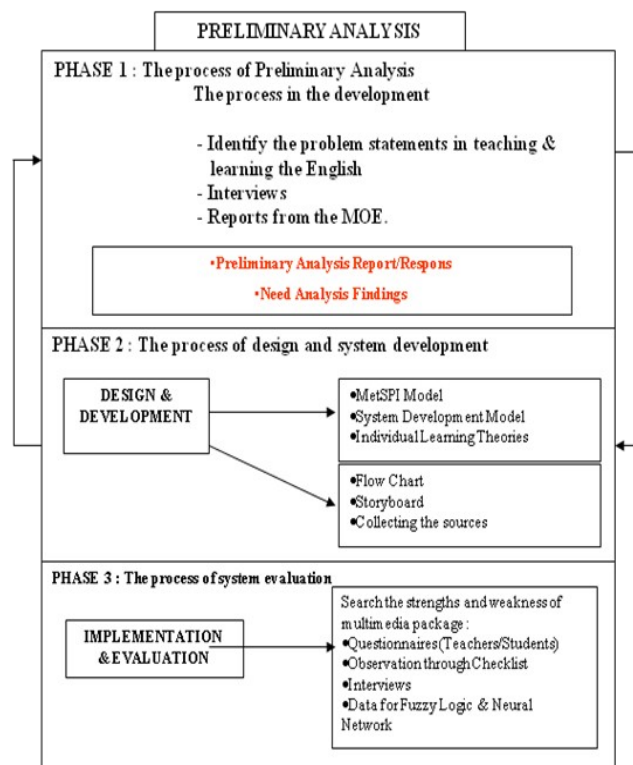 PRELIMINARY ANALYSIS
PHASE 1 : The process of Preliminary Analysis
The process in the development
- Identify the problem statements in teaching &
learning the English
- Interviews
- Reports from the MOE.
•Preliminary Analysis Report/Respons
•Need Analysis Findings
PHASE 2 : The process of design and system development
DESIGN &
DEVELOPMENT
•MetSPI Model
•System Development Model
•Individual Learning Theories
•Flow Chart
•Storyboard
•Collecting the sources
PHASE 3 : The process of system evaluation
IMPLEMENTATION
&EVALUATION
Search the strengths and weakness of
multimedia package :
•Questionnaires(Teachers/Students)
•Observation through Checklist
•Interviews
•Data for Fuzzy Logic & Neural
Network